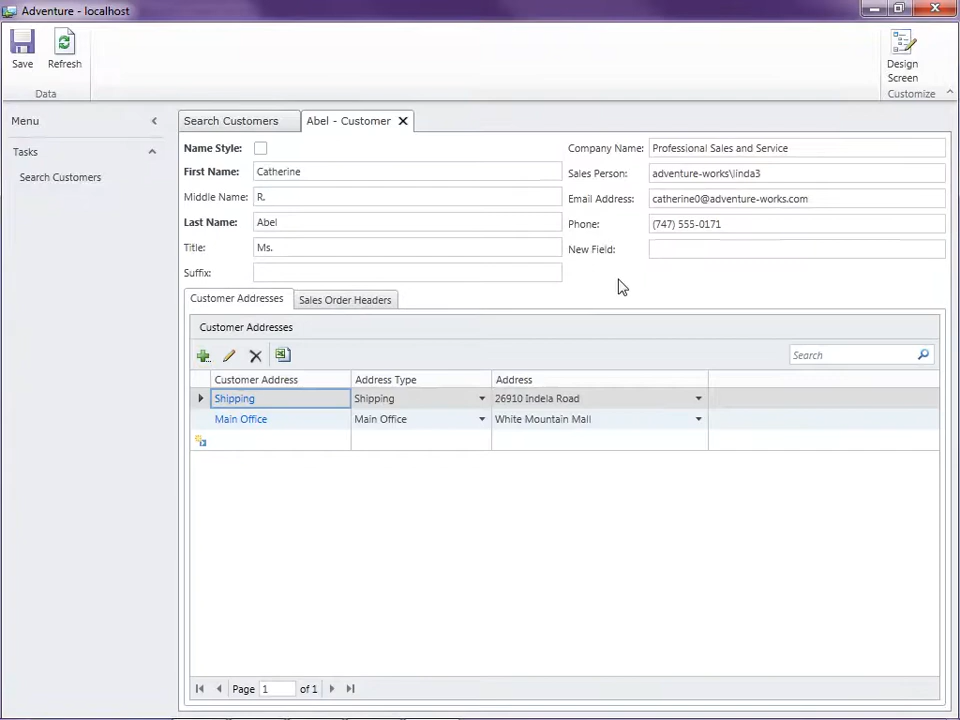 Adventure - localhost
Save
Refresh
Data
Design
Screen
Customize
Menu
Tasks
Search Customers
Search Customers
Abel - Customer
Name Style:
First Name: Catherine
Middle Name: R.
Last Name: Abel
Title: Ms.
Suffix:
Company Name: Professional Sales and Service
Sales Person: adventure-works\linda3
Email Address: catherine0@adventure-works.com
Phone: (747) 555-0171
New Field:
Customer Addresses
Sales Order Headers
Customer Addresses
Search
Customer Address Address Type Address
Shipping Shipping 26910 Indela Road
Main Office Main Office White Mountain Mall
Page 1 of 1